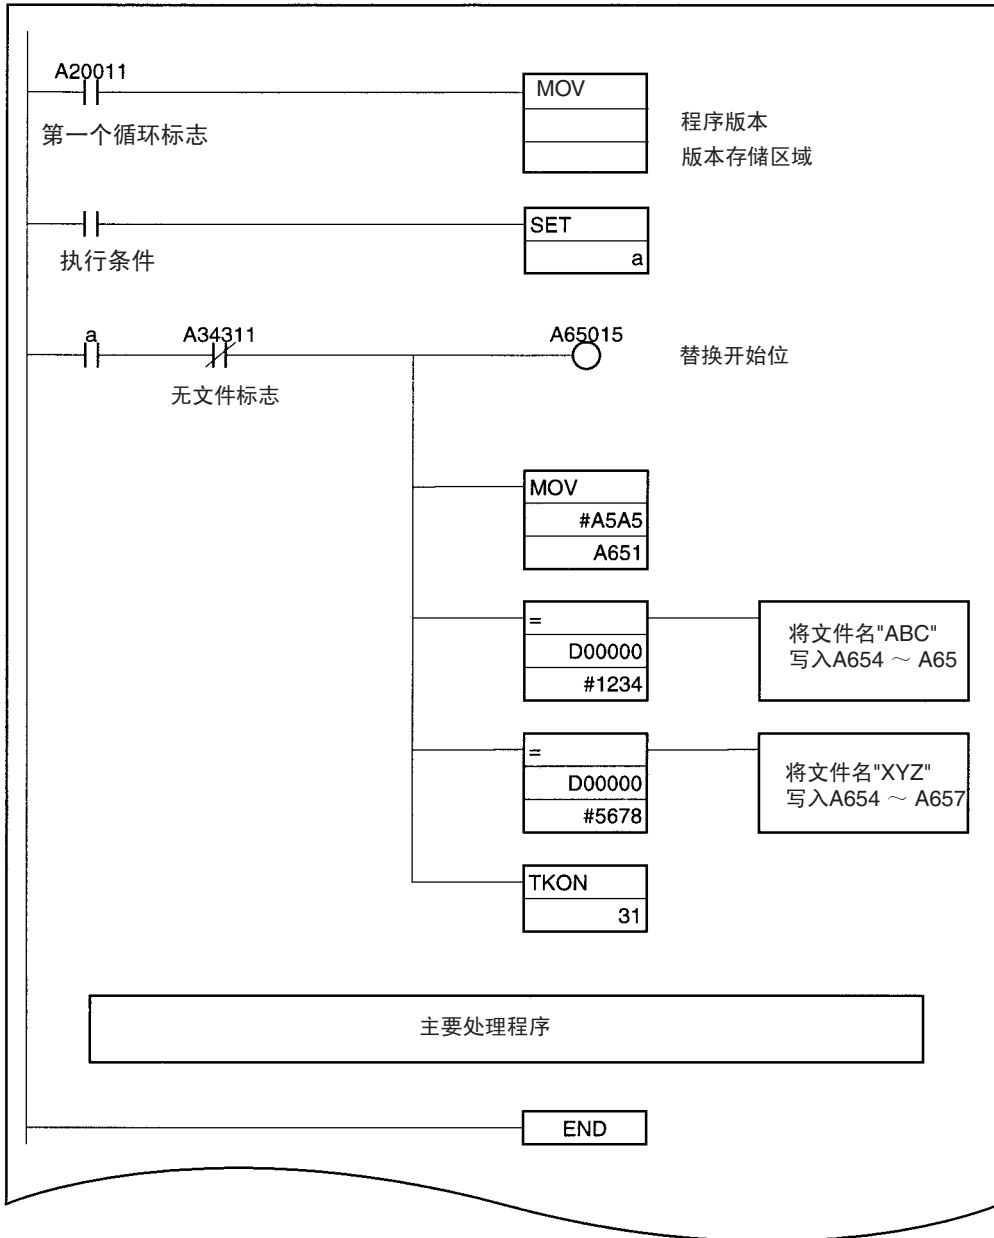 A20011
MOV
第一个循环标志
程序版本
版本存储区域
SET
a
执行条件
a
A34311
A65015
替换开始位
无文件标志
MOV
#A5A5
A651
=
D00000
#1234
将文件名"ABC"
写入A654 ～ A65
=
D00000
#5678
将文件名"XYZ"
写入A654 ～ A657
TKON
31
主要处理程序
END